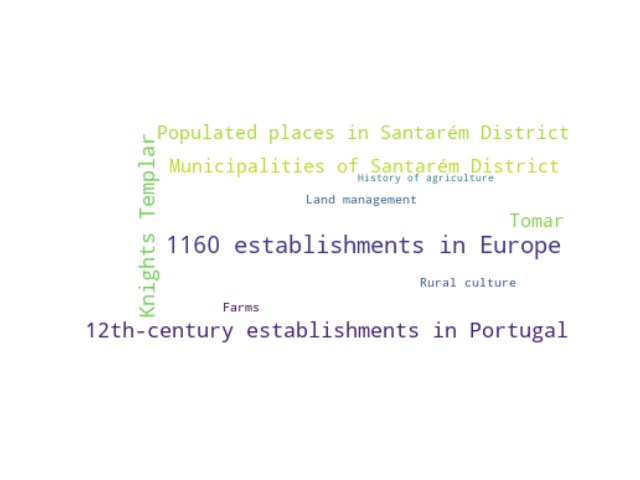 Populated places in Santarém District
Knights Templar
Municipalities of Santarém District
History of agriculture
Land management
Tomar
1160 establishments in Europe
Rural culture
Farms
12th-century establishments in Portugal